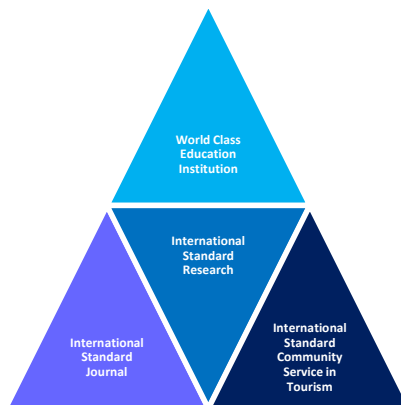 World Class
Education
Institution
International
Standard
Research
International
Standard
Journal
International
Standard
Community
Service in
Tourism